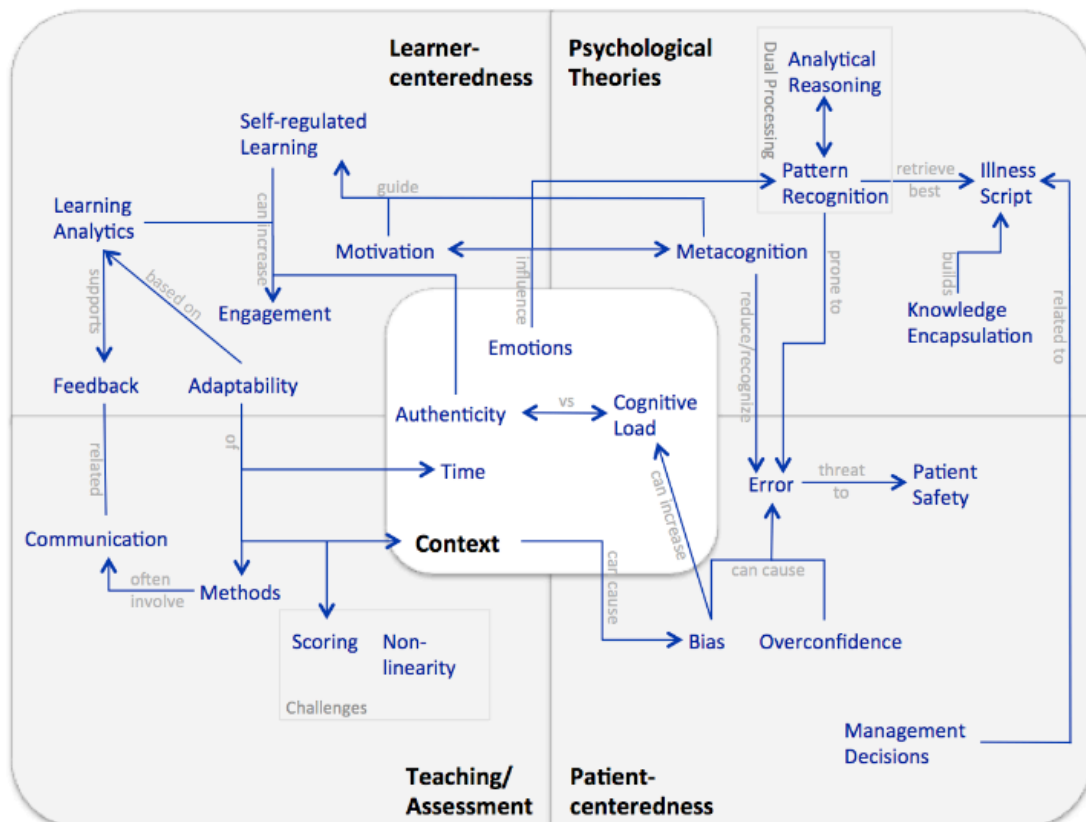 Learner-
centeredness
Psychological
Theories
Dual Processing
Analytical
Reasoning
Self-regulated
Learning
guide
Pattern
Recognition
retrieve
best
Illness
Script
Learning
Analytics
can increase
Motivation
influence
Metacognition
prone to
builds
supports
based on
Engagement
reduce/recognize
Knowledge
Encapsulation
related to
Emotions
Feedback
Adaptability
Authenticity
vs
Cognitive
Load
of
related
Time
can increase
Error
threat
to
Patient
Safety
Communication
Context
can cause
can cause
often
involve
Methods
Scoring
Non-
linearity
Challenges
Bias
Overconfidence
Management
Decisions
Teaching/
Assessment
Patient-
centeredness